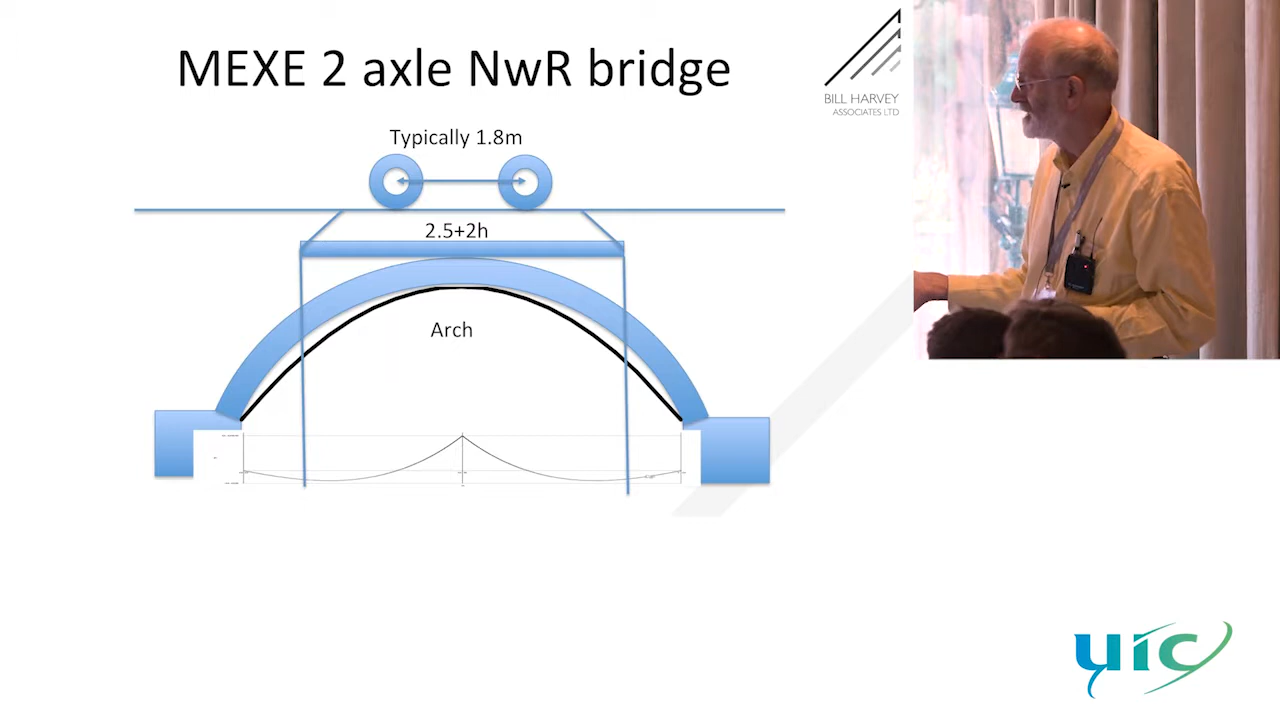 MEXE 2 axle NwR bridge
BILL HARVEY
ASSOCIATES LTD
Typically 1.8m
2.5+2h
Arch
uic